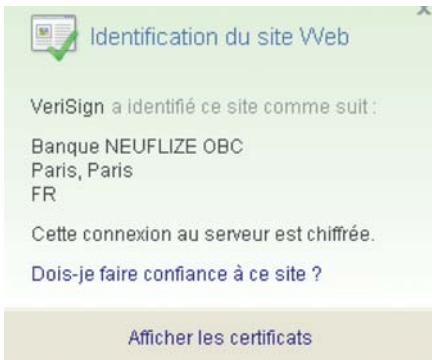 Identification du site Web
VeriSign a identifié ce site comme suit :
Banque NEUFLIZE OBC
Paris, Paris
FR
Cette connexion au serveur est chiffrée.
Dois-je faire confiance à ce site ?
Afficher les certificats